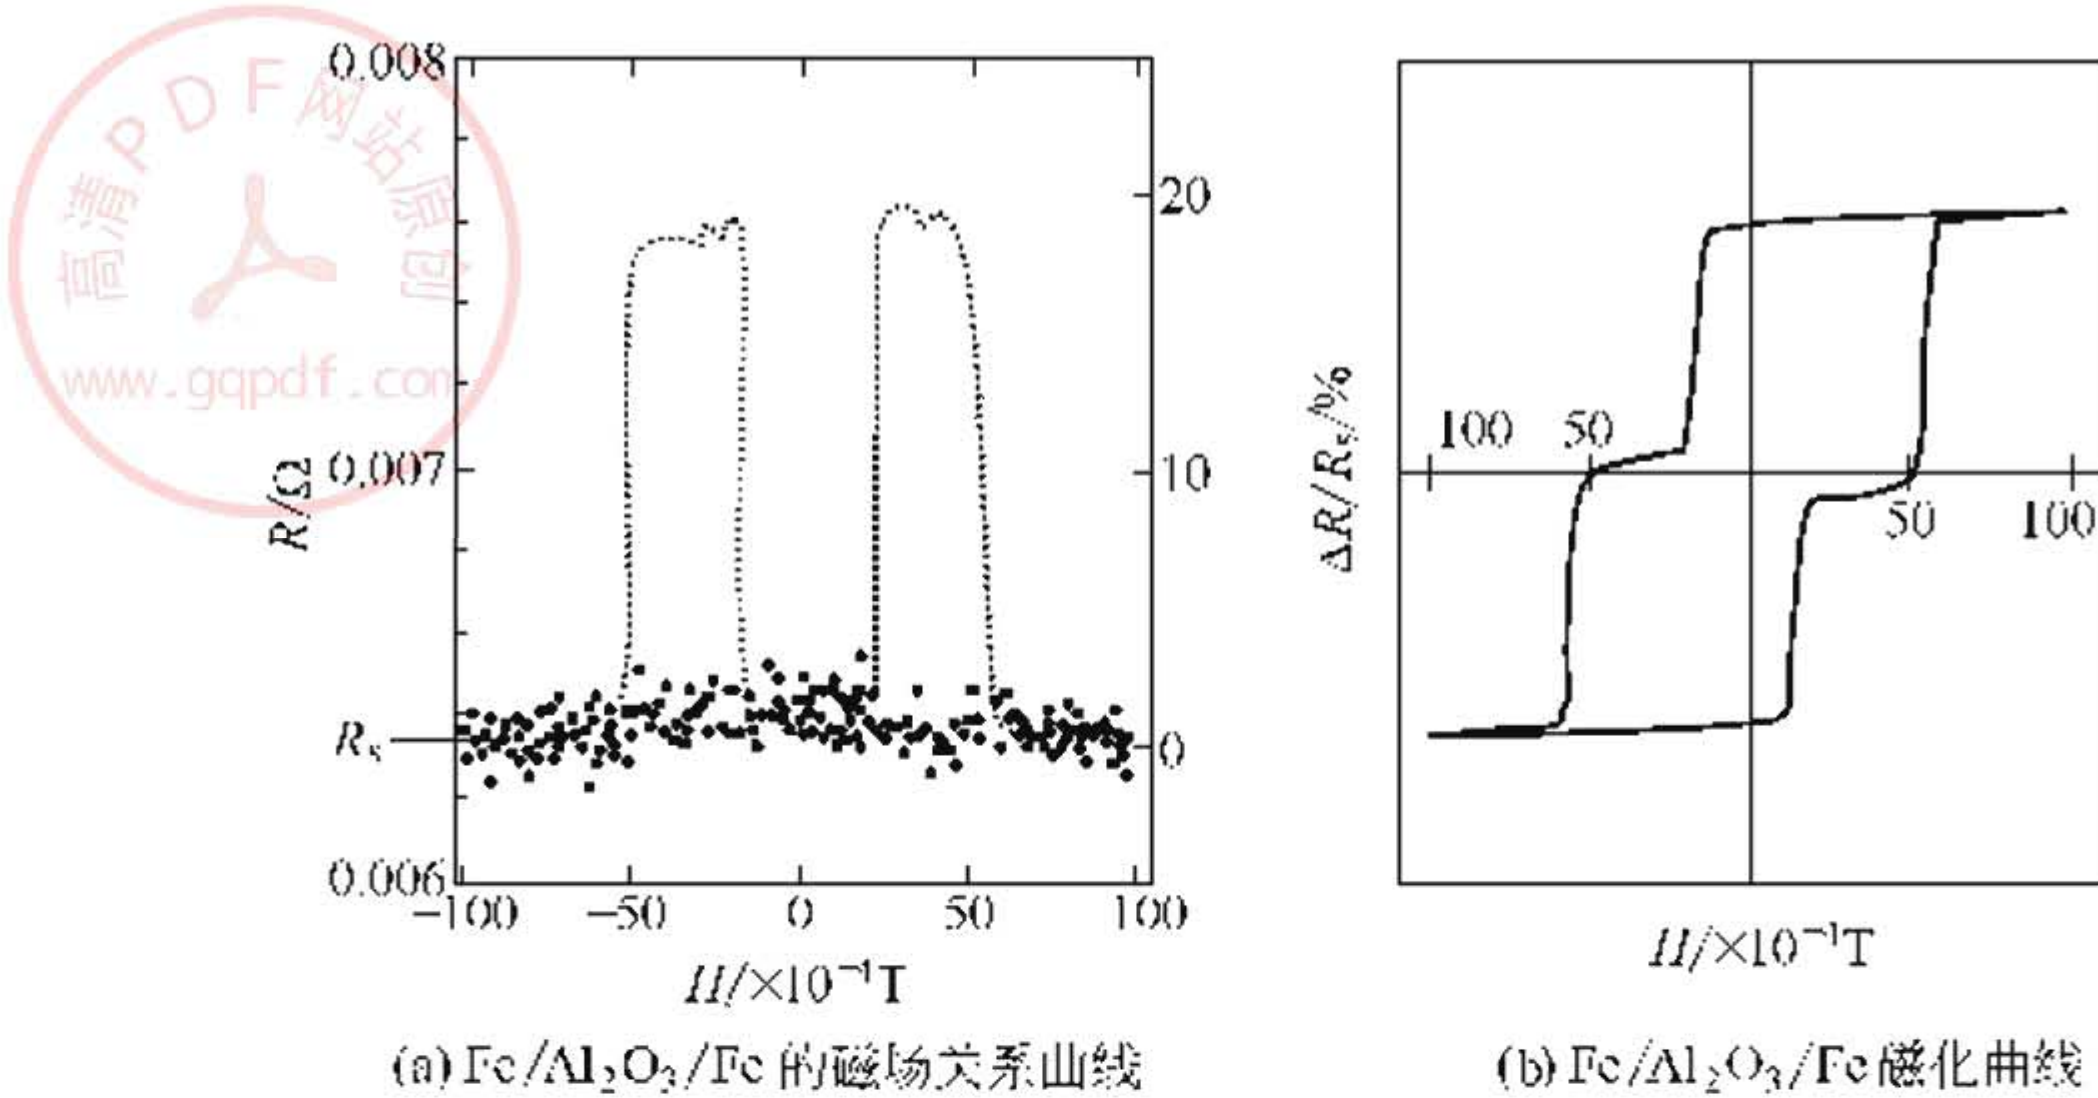 高清PDF网站原创
www.gqpdf.com
0.008
0.007
0.006
R/Ω
Rs
20
10
0
−100 −50 0 50 100
H/×10⁻⁴T
(a) Fe/Al₂O₃/Fe 的磁场关系曲线
ΔR/Rs/%
100 50
50 100
H/×10⁻⁴T
(b) Fe/Al₂O₃/Fe 磁化曲线